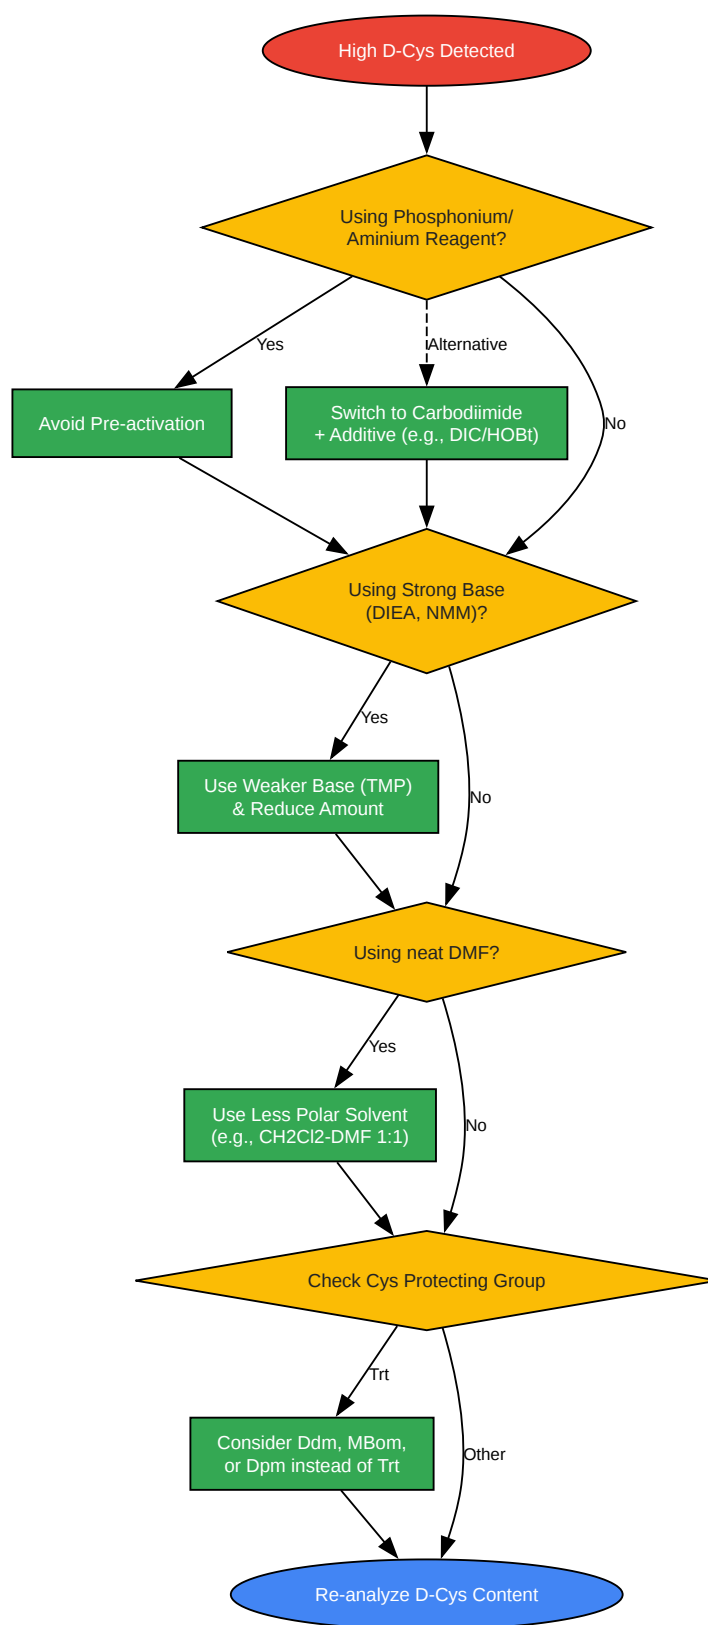 High D-Cys Detected
Using Phosphonium/
Aminium Reagent?
Yes
Alternative
No
Avoid Pre-activation
Switch to Carbodiimide
+ Additive (e.g., DIC/HOBt)
Using Strong Base
(DIEA, NMM)?
Yes
No
Use Weaker Base (TMP)
& Reduce Amount
Using neat DMF?
Yes
No
Use Less Polar Solvent
(e.g., CH2Cl2-DMF 1:1)
Check Cys Protecting Group
Trt
Other
Consider Ddm, MBom,
or Dpm instead of Trt
Re-analyze D-Cys Content